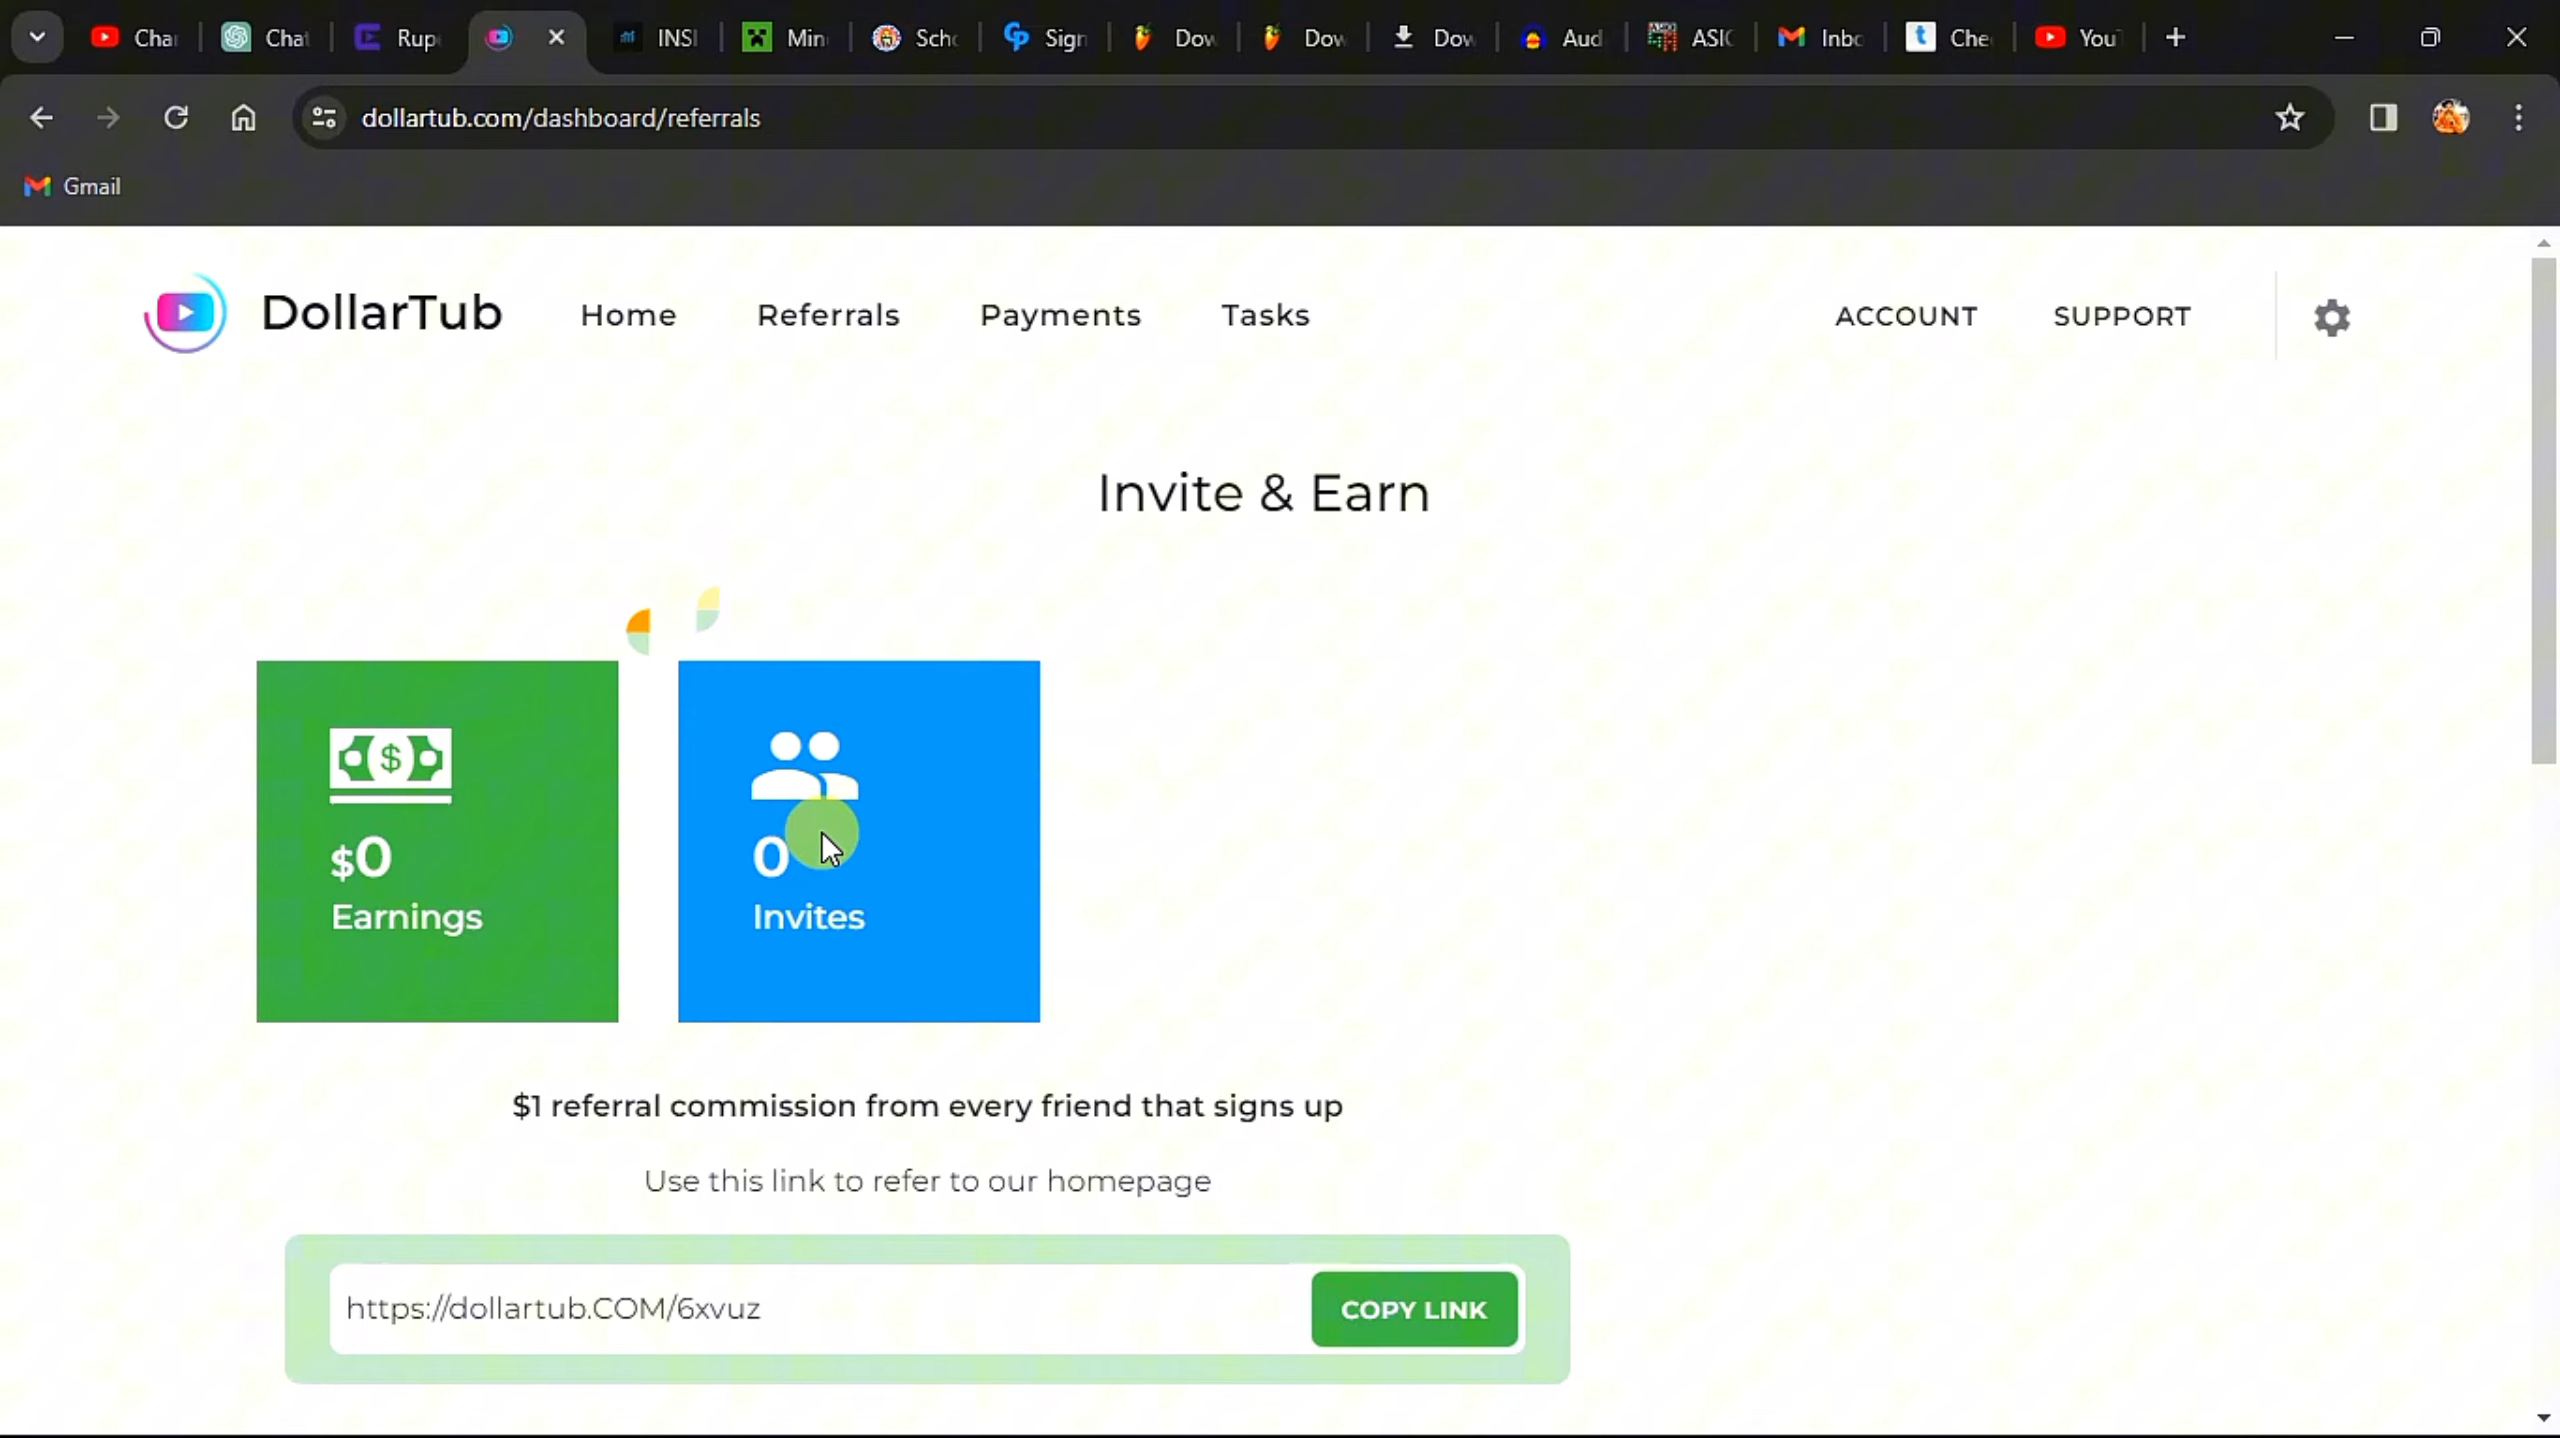 Cha Chat Rup INSI Min Sch Sign Dow Dow Dow Aud ASIC Inbo Che You
dollartub.com/dashboard/referrals
Gmail
DollarTub Home Referrals Payments Tasks ACCOUNT SUPPORT
Invite & Earn
$0
Earnings
0
Invites
$1 referral commission from every friend that signs up
Use this link to refer to our homepage
https://dollartub.COM/6xvuz COPY LINK